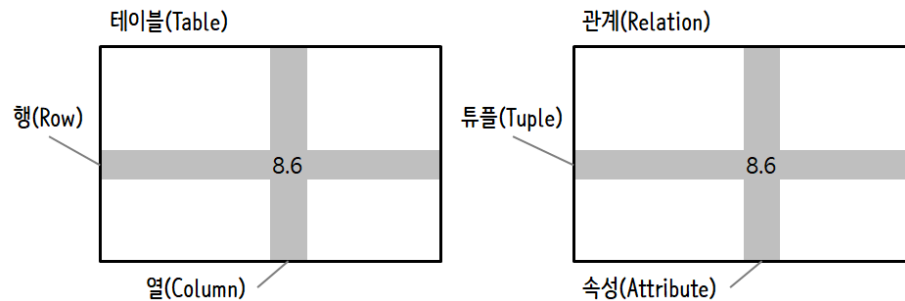 테이블(Table)
행(Row)
8.6
열(Column)
관계(Relation)
튜플(Tuple)
8.6
속성(Attribute)